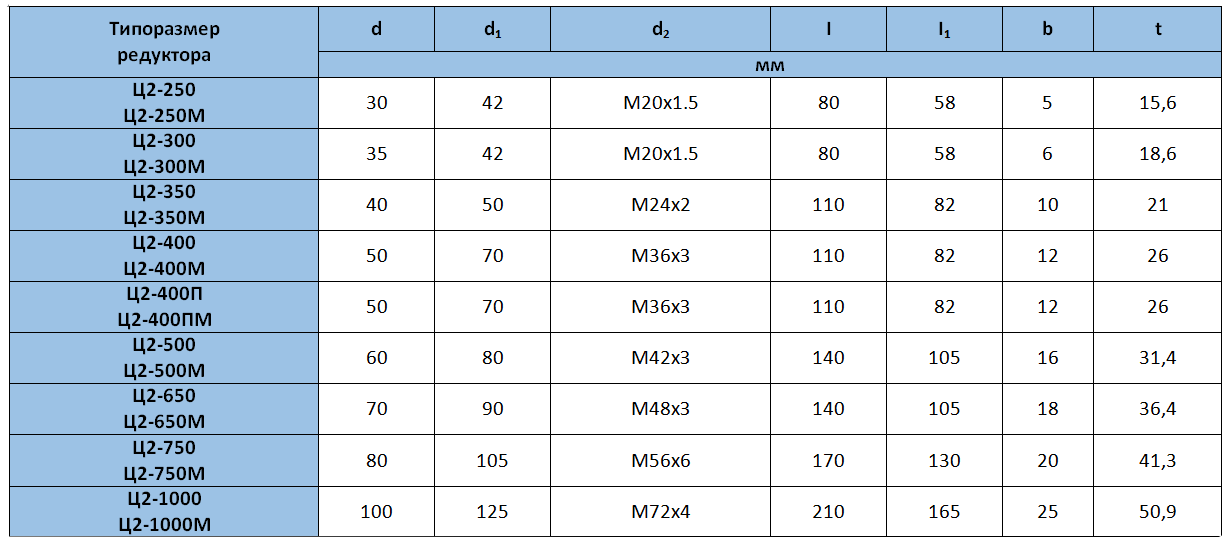 Типоразмер редуктора d d₁ d₂ l l₁ b t
мм
Ц2-250
Ц2-250М 30 42 М20х1.5 80 58 5 15,6
Ц2-300
Ц2-300М 35 42 М20х1.5 80 58 6 18,6
Ц2-350
Ц2-350М 40 50 М24х2 110 82 10 21
Ц2-400
Ц2-400М 50 70 М36х3 110 82 12 26
Ц2-400П
Ц2-400ПМ 50 70 М36х3 110 82 12 26
Ц2-500
Ц2-500М 60 80 М42х3 140 105 16 31,4
Ц2-650
Ц2-650М 70 90 М48х3 140 105 18 36,4
Ц2-750
Ц2-750М 80 105 М56х6 170 130 20 41,3
Ц2-1000
Ц2-1000М 100 125 М72х4 210 165 25 50,9